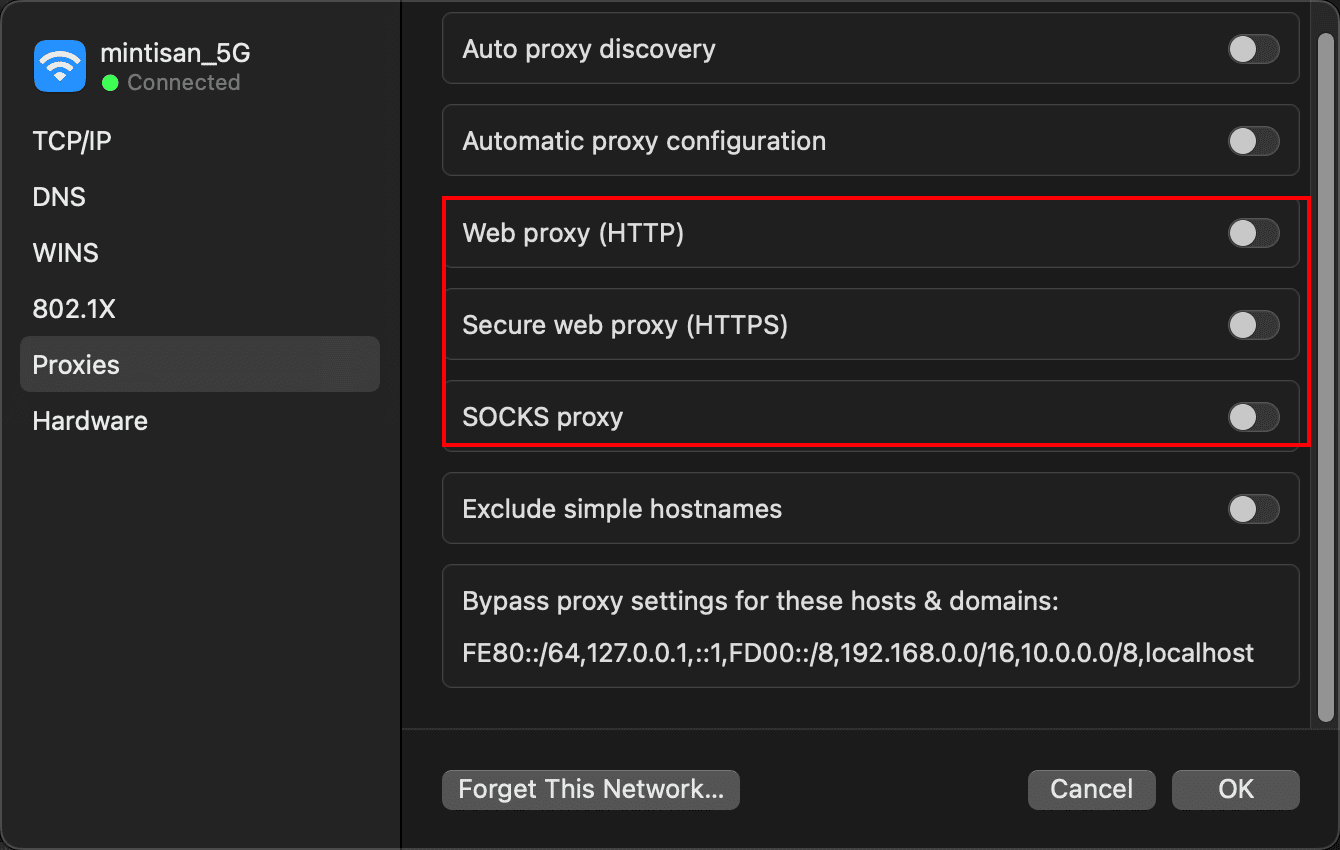 mintisan_5G
Connected
TCP/IP
DNS
WINS
802.1X
Proxies
Hardware
Auto proxy discovery
Automatic proxy configuration
Web proxy (HTTP)
Secure web proxy (HTTPS)
SOCKS proxy
Exclude simple hostnames
Bypass proxy settings for these hosts & domains:
FE80::/64,127.0.0.1,::1,FD00::/8,192.168.0.0/16,10.0.0.0/8,localhost
Forget This Network...
Cancel
OK